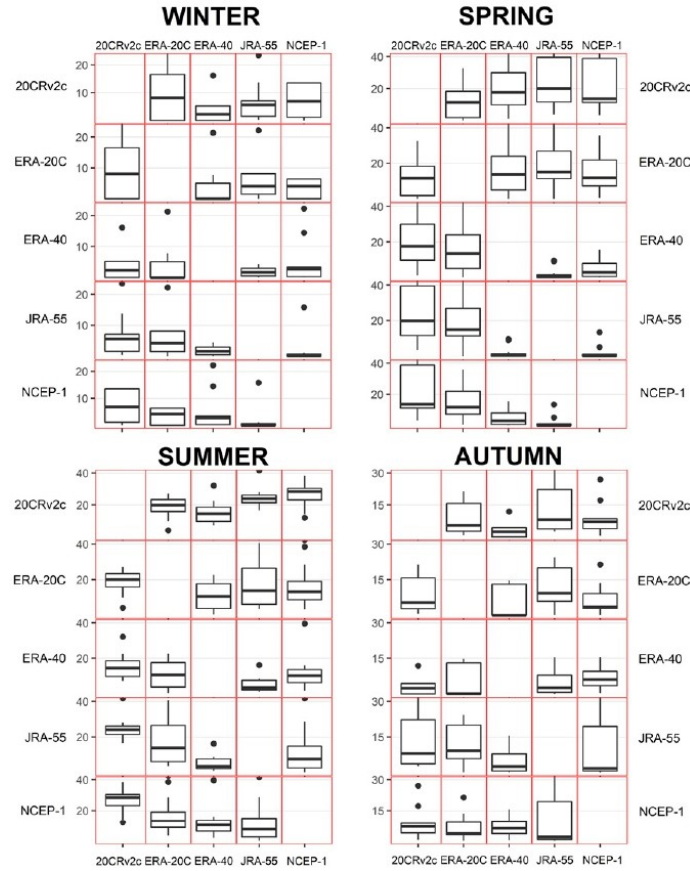 WINTER SPRING
20CRv2c ERA-20C ERA-40 JRA-55 NCEP-1 20CRv2c ERA-20C ERA-40 JRA-55 NCEP-1
20CRv2c 20 10 40 20 20CRv2c
ERA-20C 20 10 40 20 ERA-20C
ERA-40 20 10 40 20 ERA-40
JRA-55 20 10 40 20 JRA-55
NCEP-1 20 10 40 20 NCEP-1
SUMMER AUTUMN
20CRv2c 40 20 30 15 20CRv2c
ERA-20C 40 20 30 15 ERA-20C
ERA-40 40 20 30 15 ERA-40
JRA-55 40 20 30 15 JRA-55
NCEP-1 40 20 30 15 NCEP-1
20CRv2c ERA-20C ERA-40 JRA-55 NCEP-1 20CRv2c ERA-20C ERA-40 JRA-55 NCEP-1